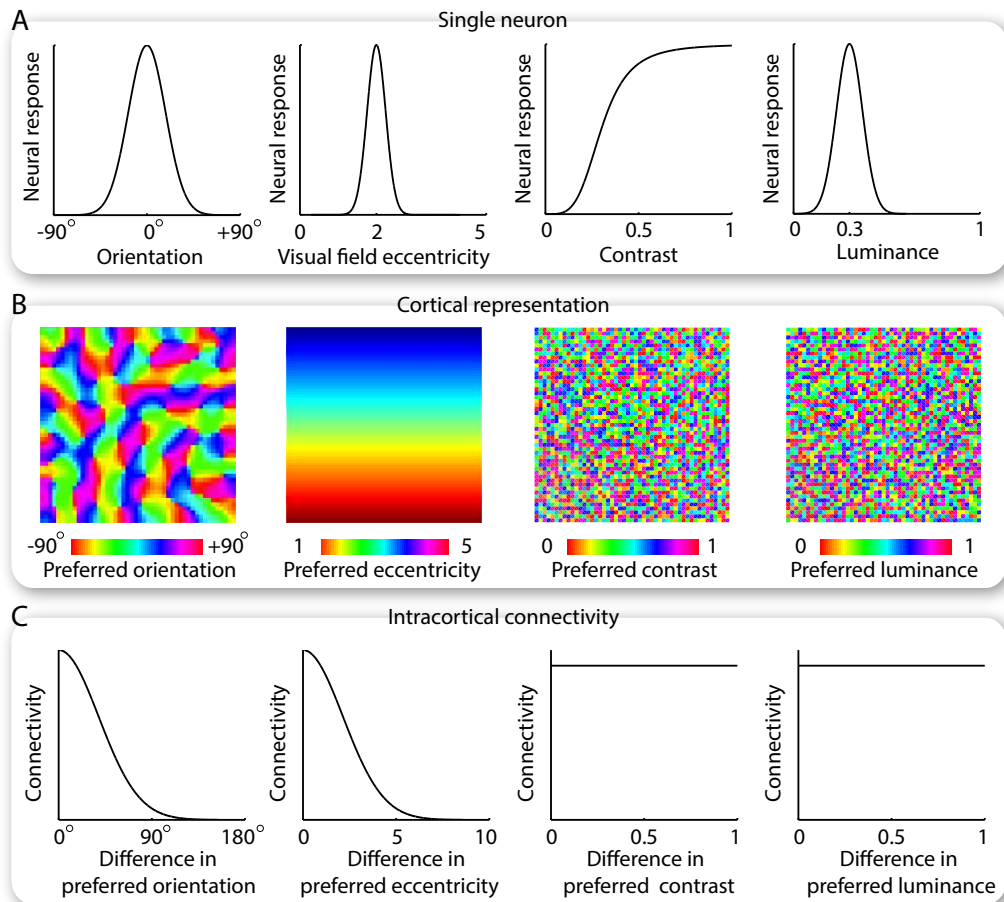 A
Single neuron
Neural response
-90° 0° +90°
Orientation
Neural response
0 2 5
Visual field eccentricity
Neural response
0 0.5 1
Contrast
Neural response
0 0.3 1
Luminance
B
Cortical representation
-90° +90°
Preferred orientation
1 5
Preferred eccentricity
0 1
Preferred contrast
0 1
Preferred luminance
C
Intracortical connectivity
Connectivity
0° 90° 180°
Difference in
preferred orientation
Connectivity
0 5 10
Difference in
preferred eccentricity
Connectivity
0 0.5 1
Difference in
preferred contrast
Connectivity
0 0.5 1
Difference in
preferred luminance